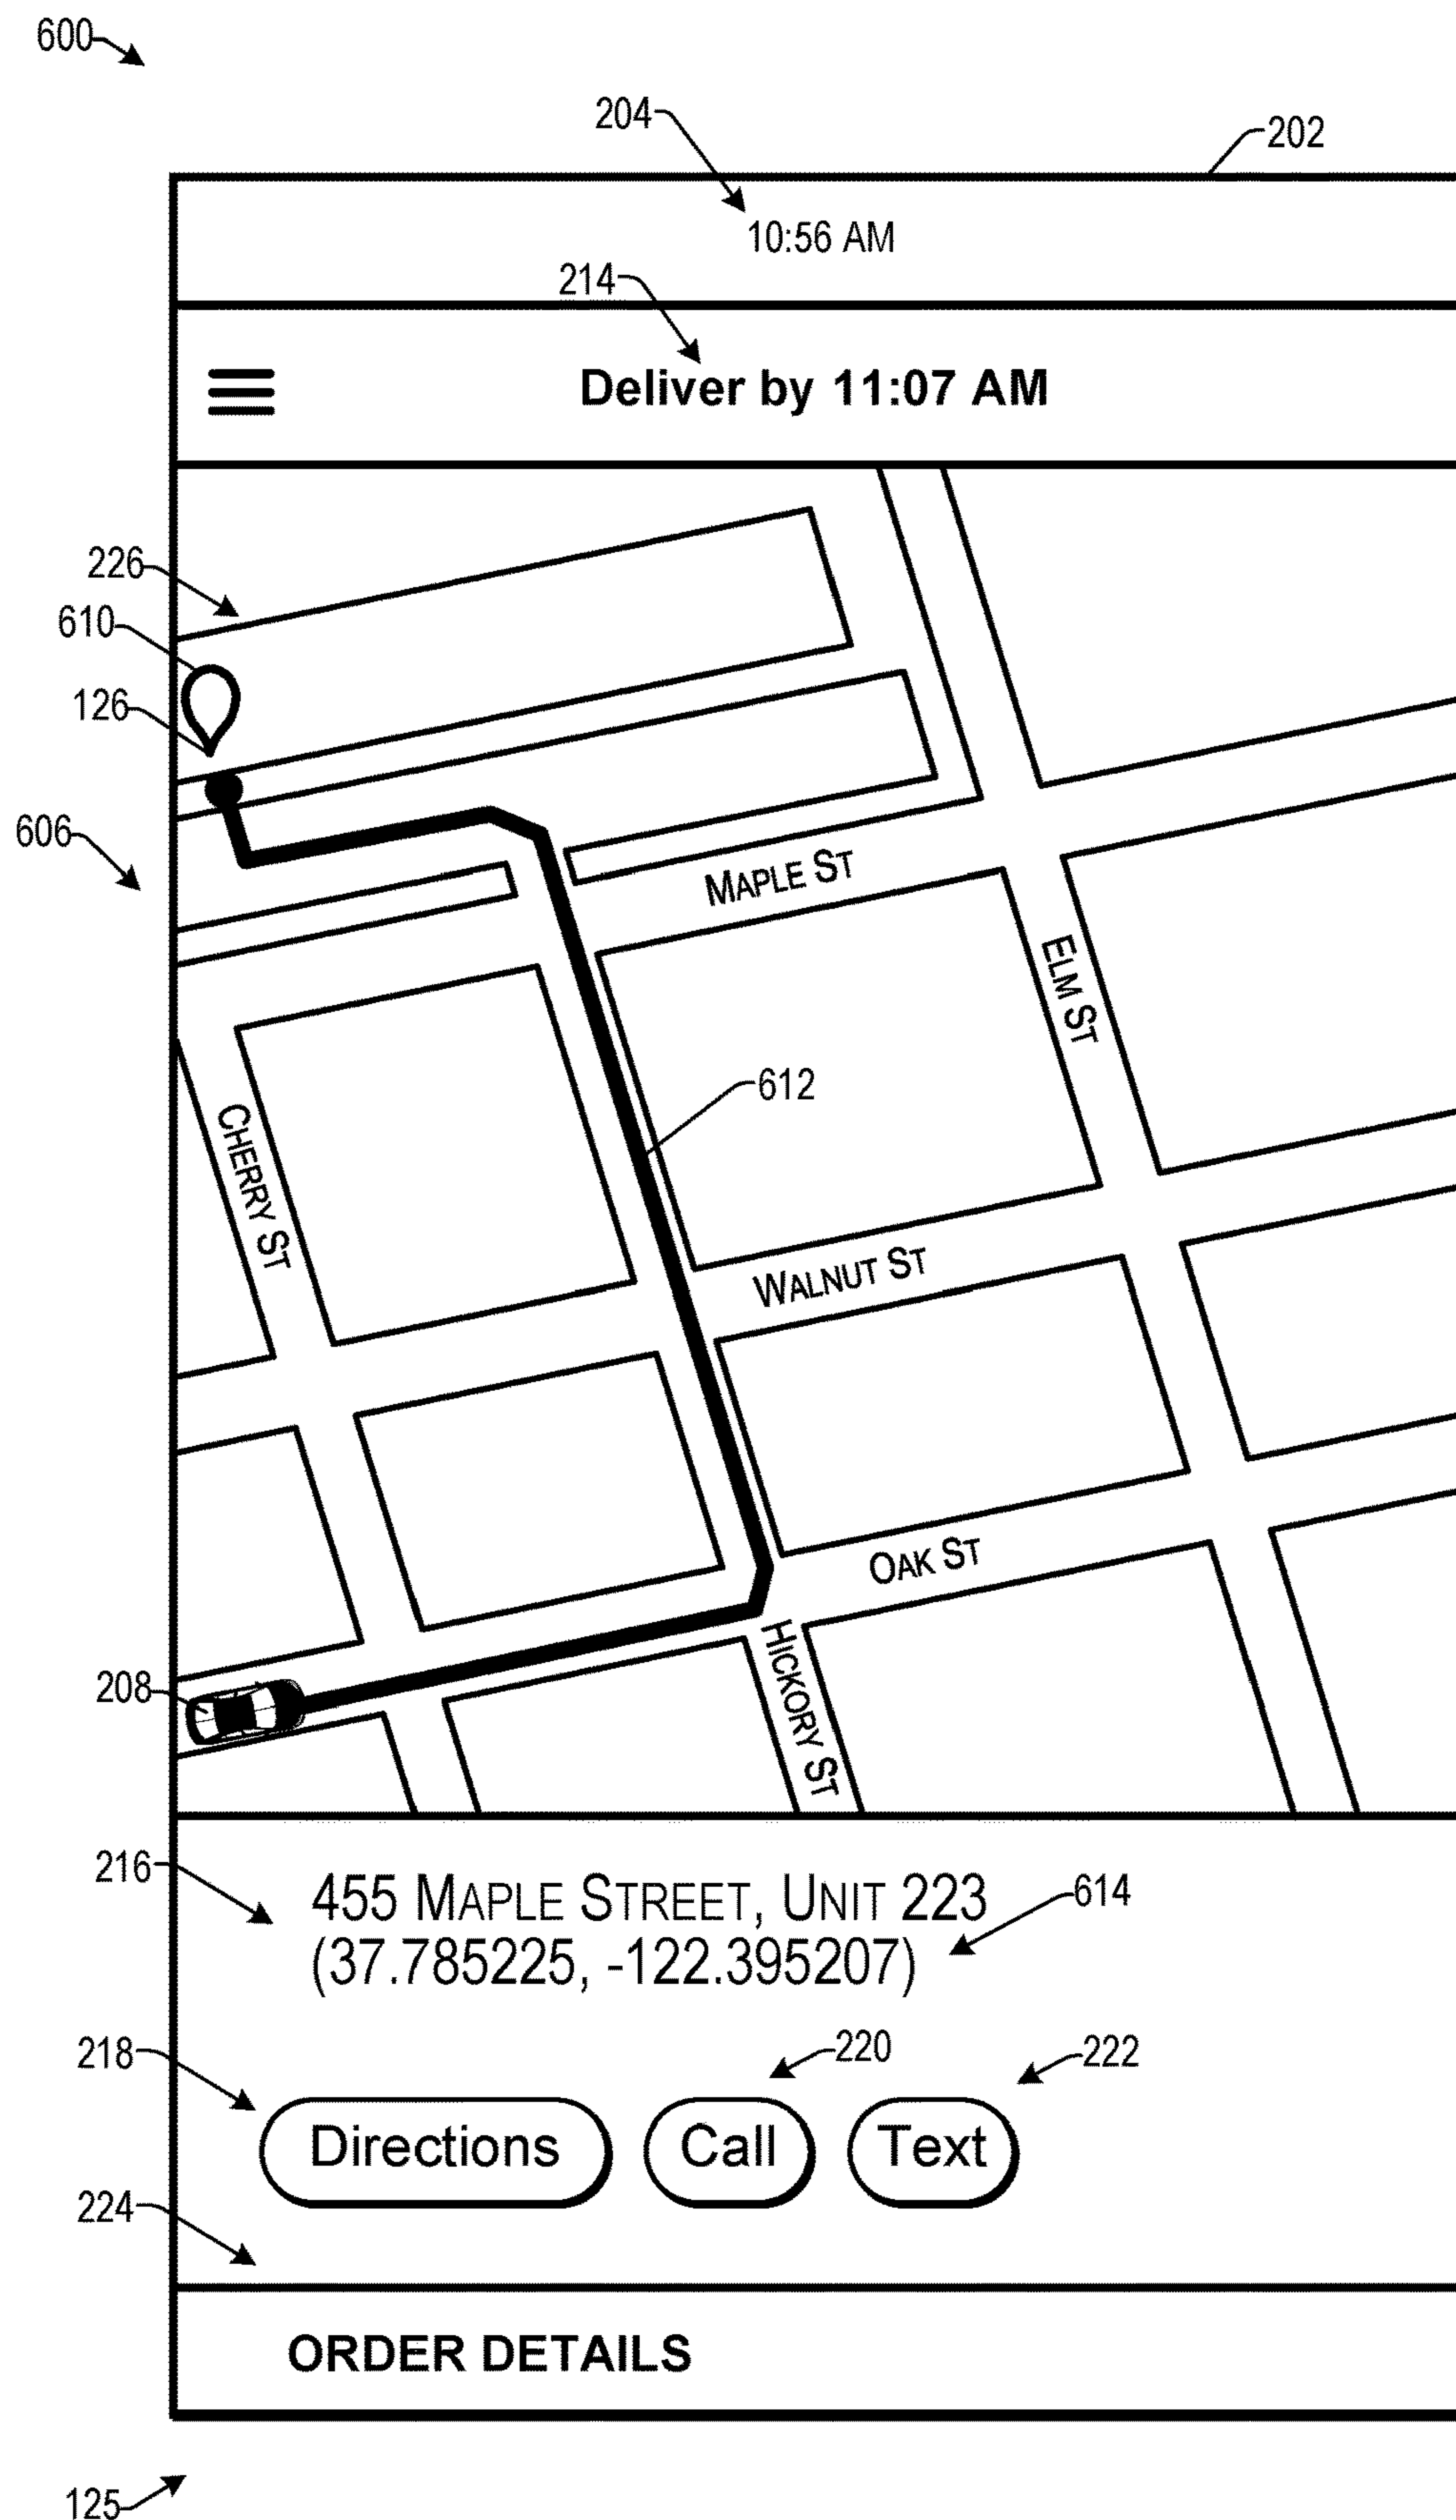 600
204
202
10:56 AM
214
Deliver by 11:07 AM
226
610
126
606
MAPLE ST
ELM ST
612
CHERRY ST
WALNUT ST
OAK ST
208
HICKORY ST
216
455 MAPLE STREET, UNIT 223
614
(37.785225, -122.395207)
218
220
222
Directions Call Text
224
ORDER DETAILS
125